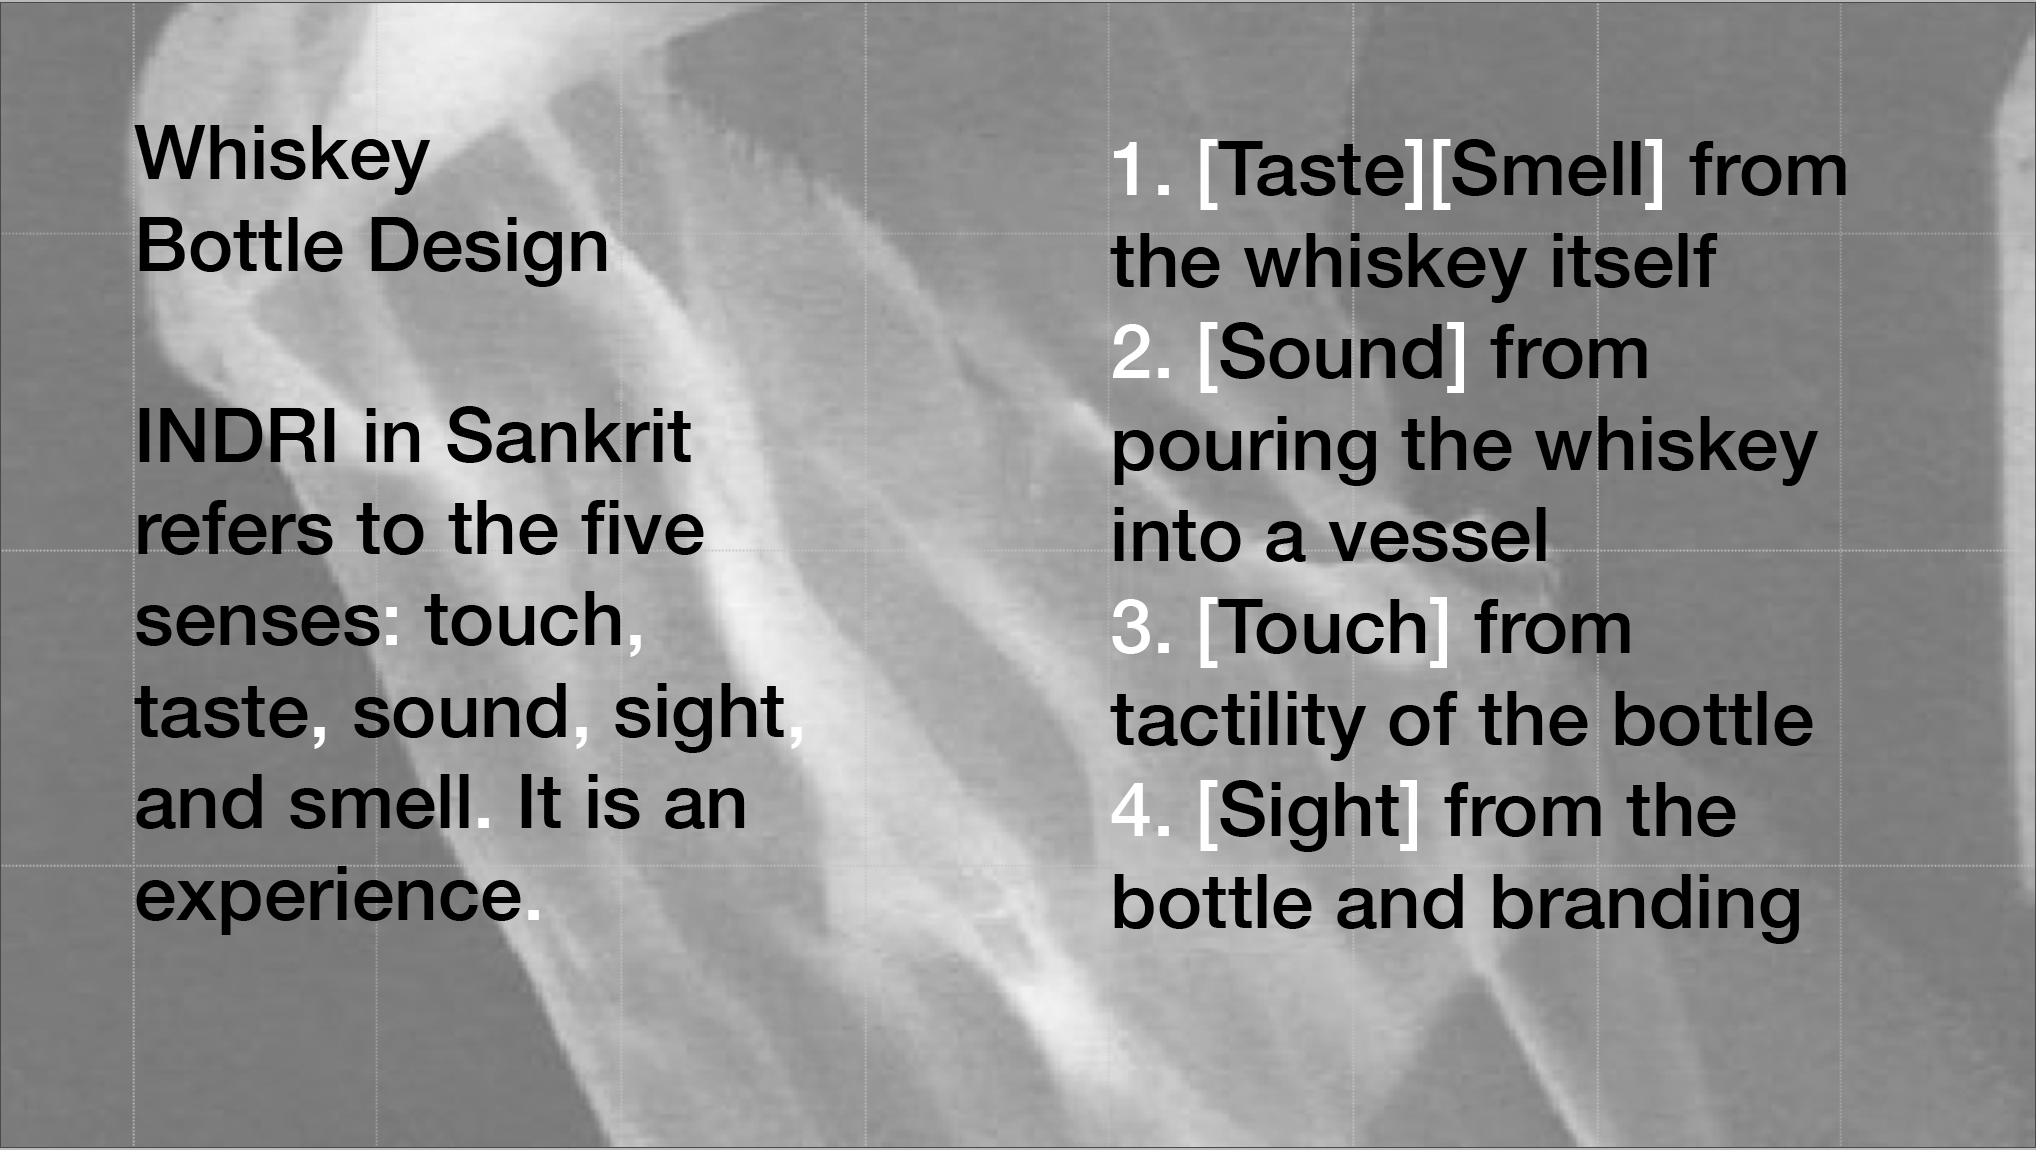 Whiskey
Bottle Design
INDRI in Sankrit
refers to the five
senses: touch,
taste, sound, sight,
and smell. It is an
experience.
1. [Taste][Smell] from
the whiskey itself
2. [Sound] from
pouring the whiskey
into a vessel
3. [Touch] from
tactility of the bottle
4. [Sight] from the
bottle and branding